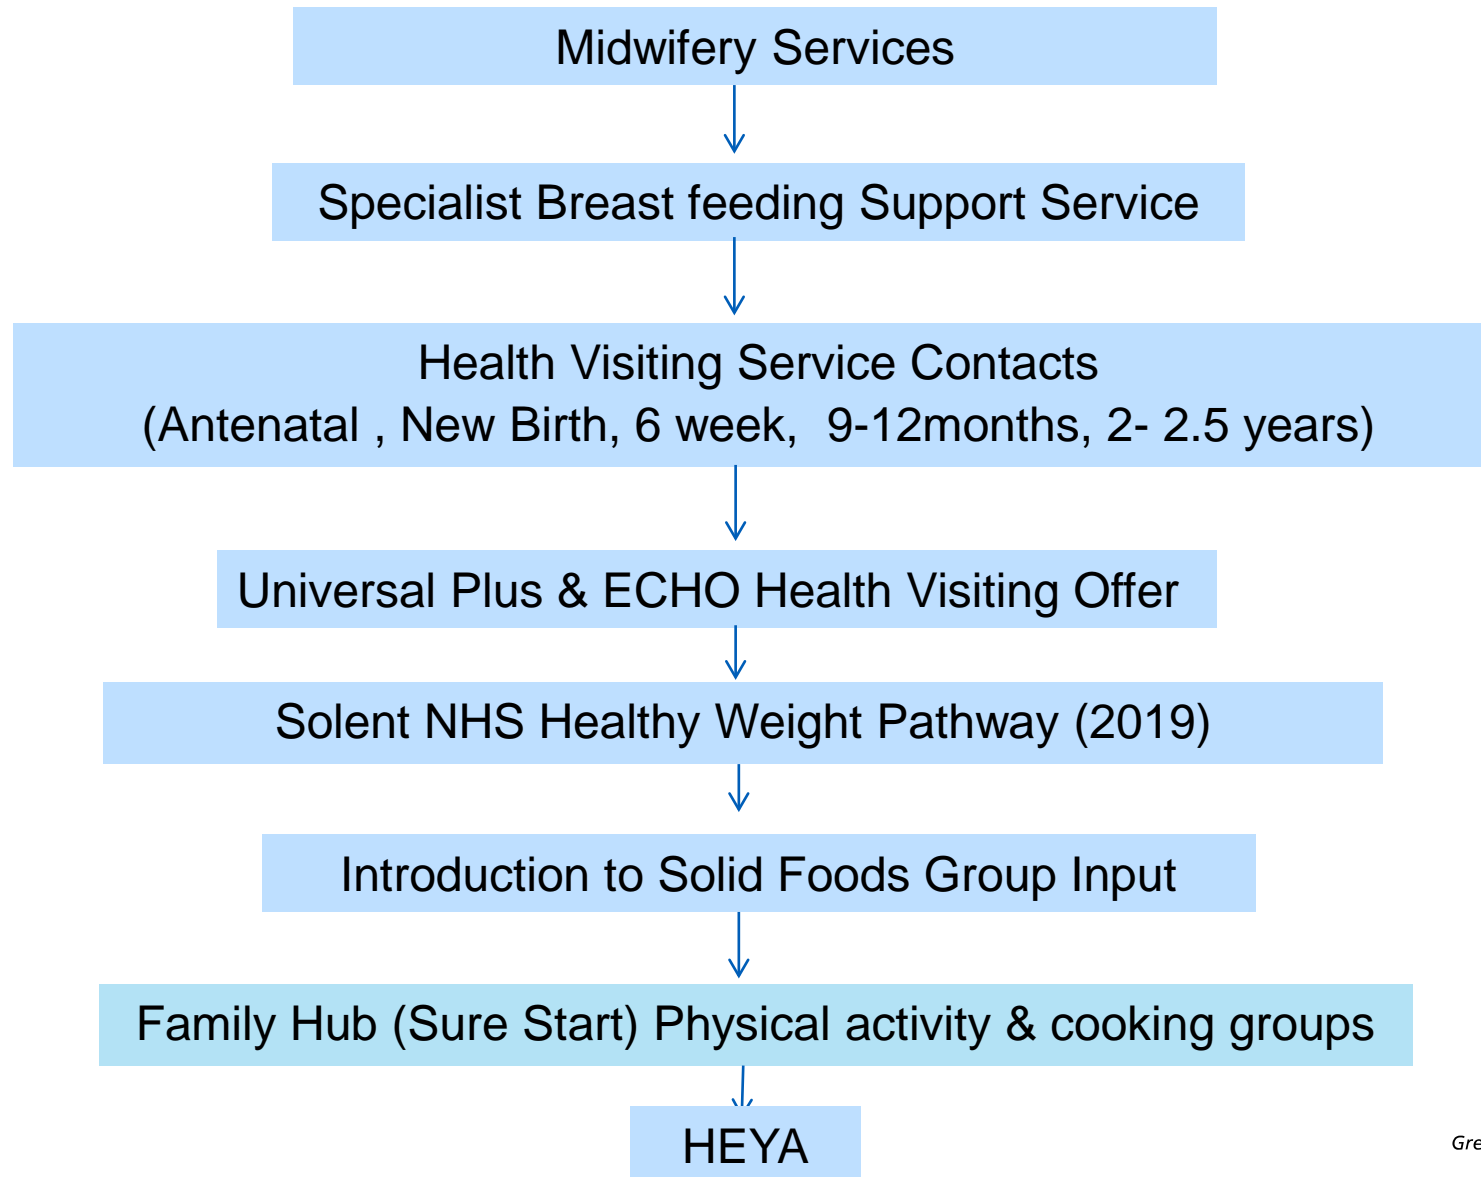 Midwifery Services
Specialist Breast feeding Support Service
Health Visiting Service Contacts
(Antenatal , New Birth, 6 week,  9-12months, 2- 2.5 years)
Universal Plus & ECHO Health Visiting Offer
Solent NHS Healthy Weight Pathway (2019)
Introduction to Solid Foods Group Input
Family Hub (Sure Start) Physical activity & cooking groups
HEYA
Gre